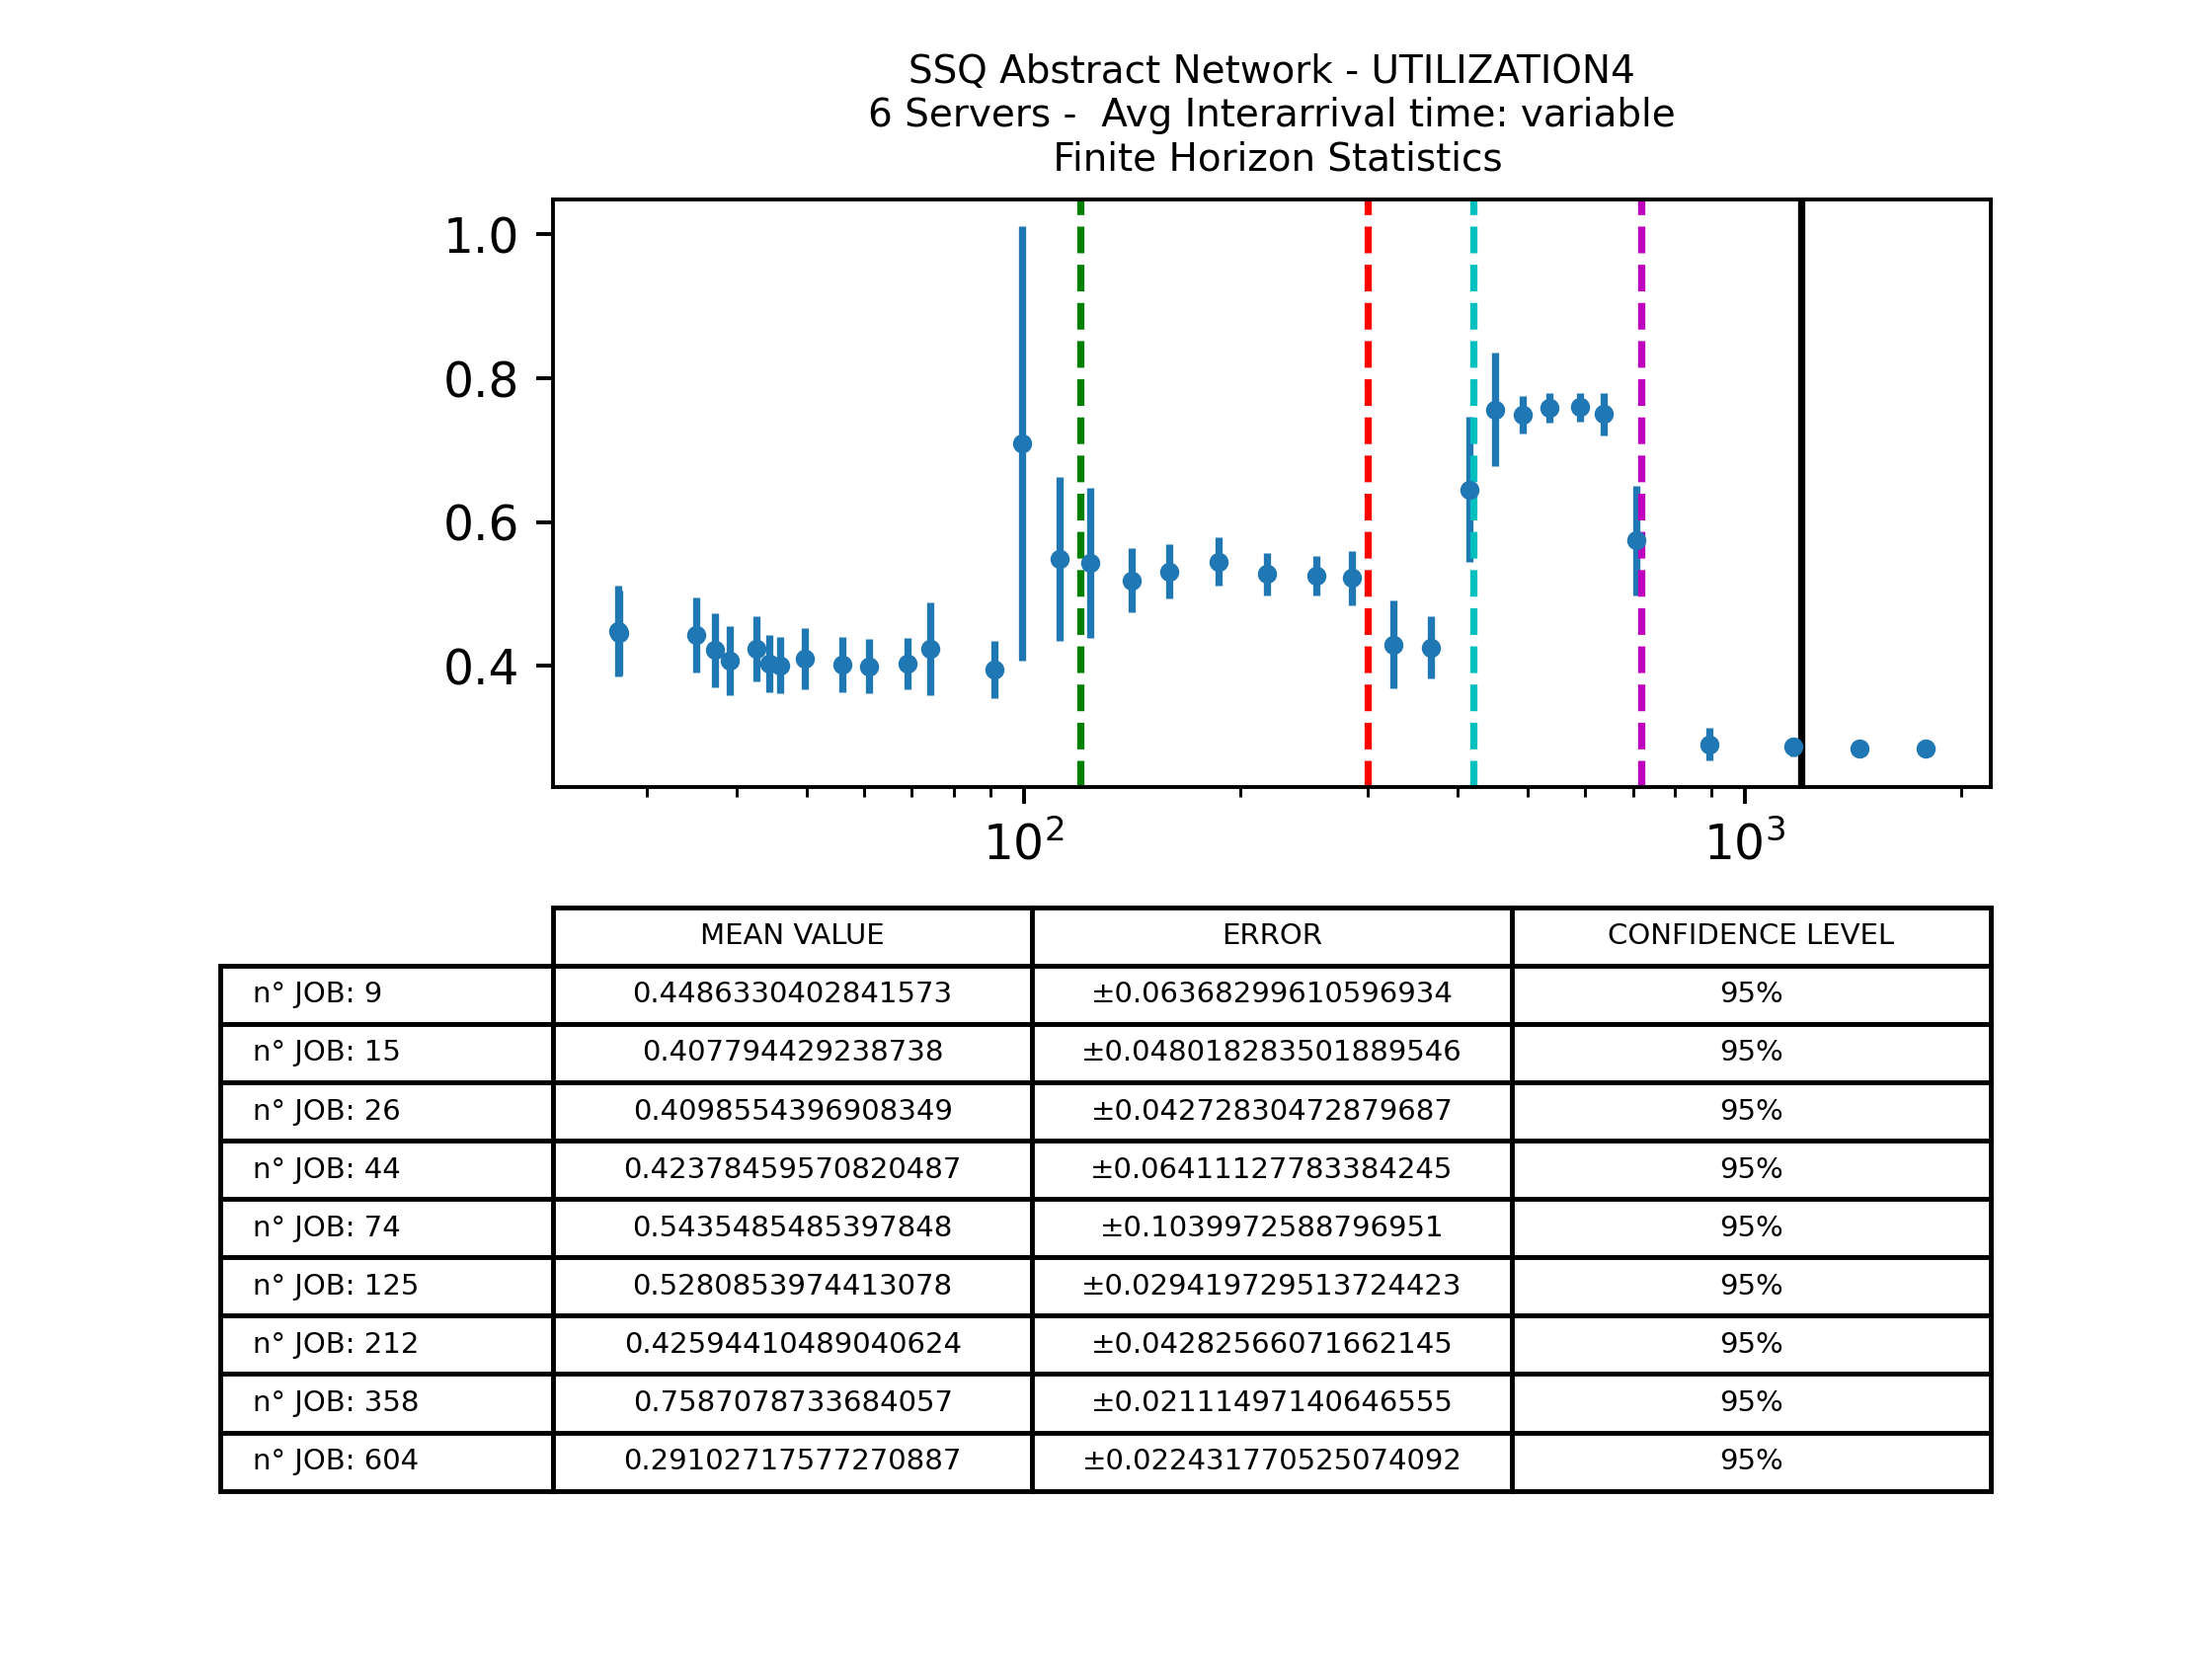 SSQ Abstract Network - UTILIZATION4
6 Servers -  Avg Interarrival time: variable
Finite Horizon Statistics
1.0
0.8
0.6
0.4
10² 10³
MEAN VALUE ERROR CONFIDENCE LEVEL
n° JOB: 9 0.4486330402841573 ±0.06368299610596934 95%
n° JOB: 15 0.407794429238738 ±0.048018283501889546 95%
n° JOB: 26 0.4098554396908349 ±0.04272830472879687 95%
n° JOB: 44 0.42378459570820487 ±0.06411127783384245 95%
n° JOB: 74 0.5435485485397848 ±0.1039972588796951 95%
n° JOB: 125 0.5280853974413078 ±0.029419729513724423 95%
n° JOB: 212 0.42594410489040624 ±0.04282566071662145 95%
n° JOB: 358 0.7587078733684057 ±0.02111497140646555 95%
n° JOB: 604 0.29102717577270887 ±0.022431770525074092 95%